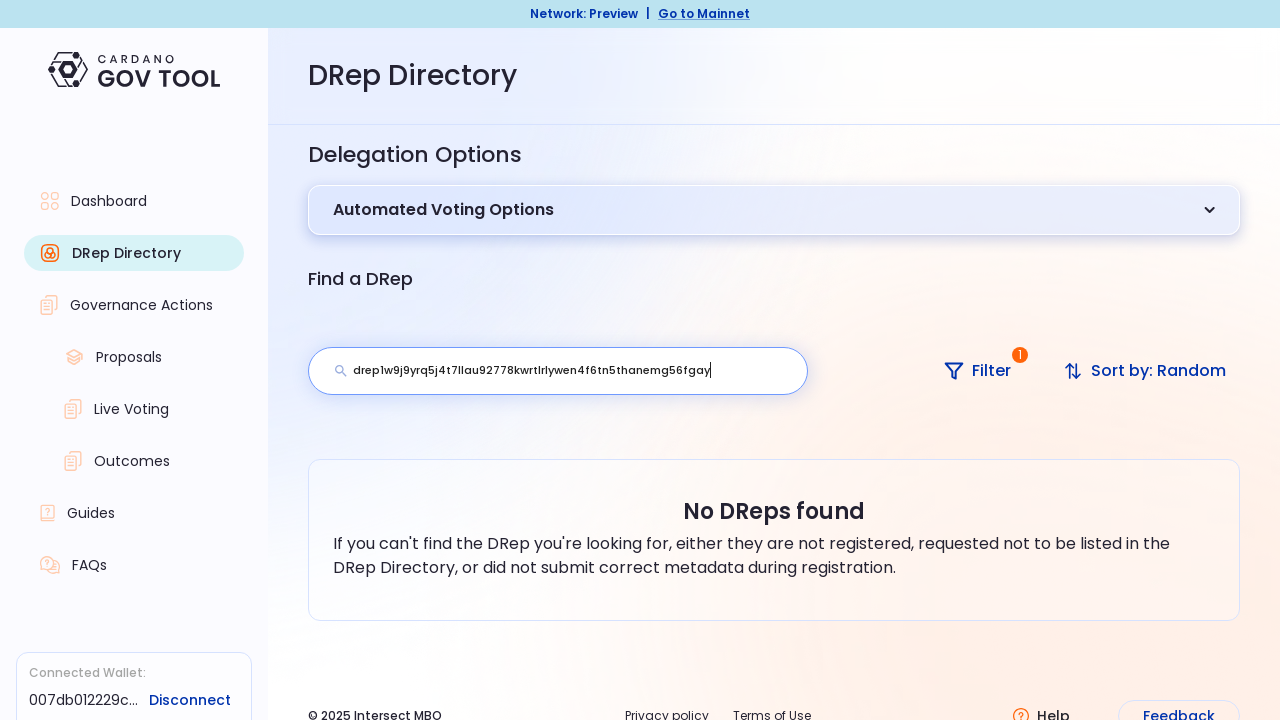 Network: Preview | Go to Mainnet
CARDANO
GOV TOOL
Dashboard
DRep Directory
Governance Actions
Proposals
Live Voting
Outcomes
Guides
FAQs
Connected Wallet:
007db012229c... Disconnect
DRep Directory
Delegation Options
Automated Voting Options
Find a DRep
drep1w9j9yrq5j4t7llau92778kwrtlrlywen4f6tn5thanemg56fgay
Filter 1
Sort by: Random
No DReps found
If you can't find the DRep you're looking for, either they are not registered, requested not to be listed in the
DRep Directory, or did not submit correct metadata during registration.
© 2025 Intersect MBO Privacy policy Terms of Use Help Feedback